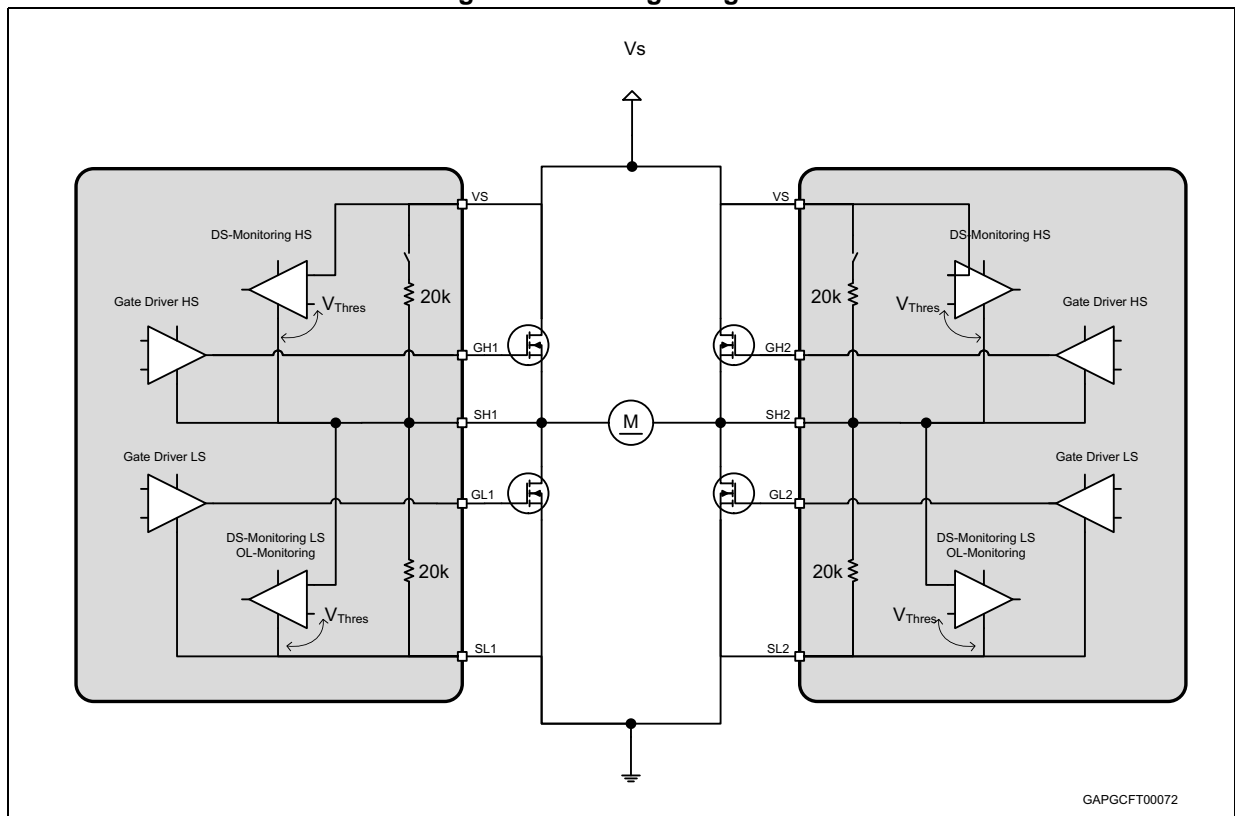 Vs
VS
VS
DS-Monitoring HS
DS-Monitoring HS
20k
20k
Gate Driver HS
VThres
VThres
Gate Driver HS
GH1
GH2
SH1
M
SH2
Gate Driver LS
Gate Driver LS
GL1
GL2
DS-Monitoring LS
OL-Monitoring
DS-Monitoring LS
OL-Monitoring
20k
20k
VThres
VThres
SL1
SL2
GAPGCFT00072